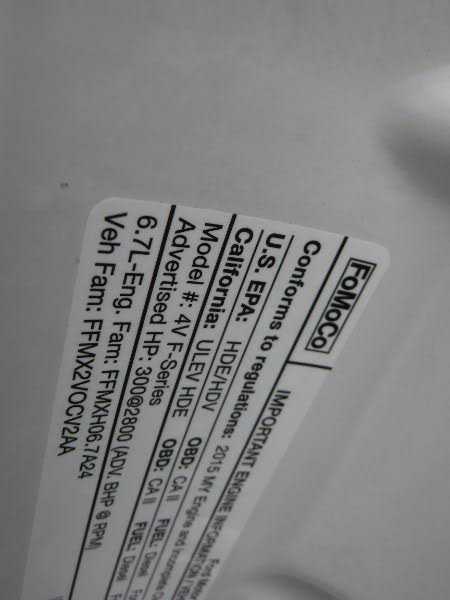 FoMoCo
IMPORTANT ENGINE INFORMATION / VEH
Conforms to regulations: 2015 MY Engine and Incomplete
U.S. EPA: HDE/HDV OBD: CA II FUEL: Diesel
California: ULEV HDE OBD: CA II FUEL: Diesel
Model #: 4V F-Series
Advertised HP: 300@2800 (ADV. BHP @ RPM)
6.7L-Eng. Fam: FFMXH06.7A24
Veh Fam: FFMX2VOCV2AA